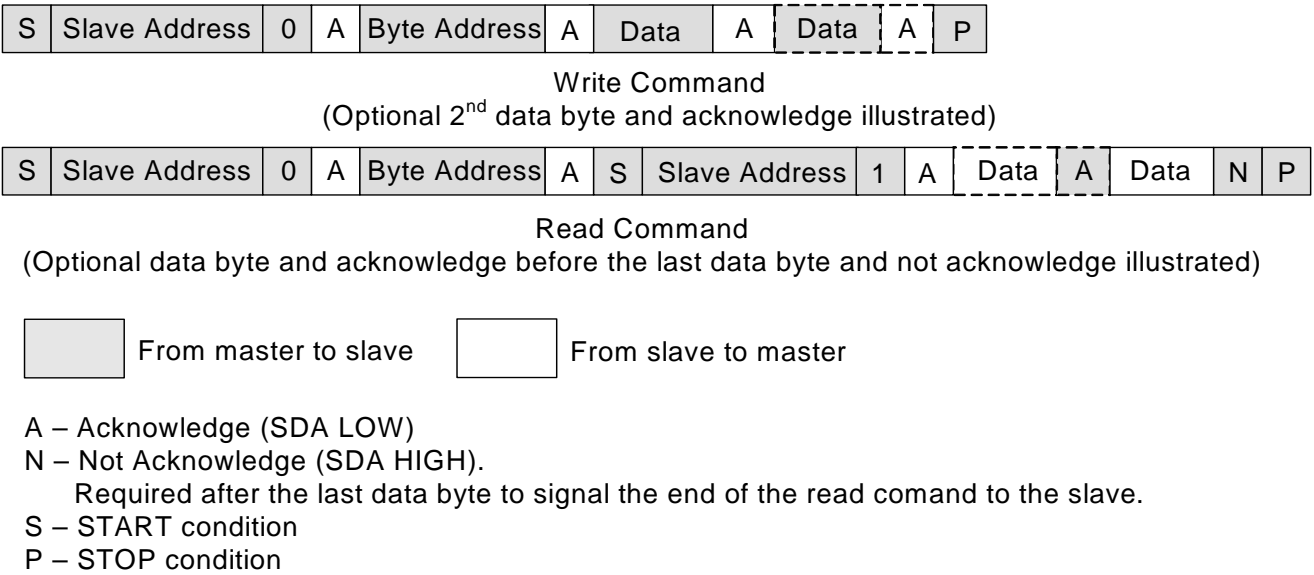 S Slave Address 0 A Byte Address A Data A Data A P
Write Command
(Optional 2nd data byte and acknowledge illustrated)
S Slave Address 0 A Byte Address A S Slave Address 1 A Data A Data N P
Read Command
(Optional data byte and acknowledge before the last data byte and not acknowledge illustrated)
From master to slave From slave to master
A – Acknowledge (SDA LOW)
N – Not Acknowledge (SDA HIGH).
Required after the last data byte to signal the end of the read comand to the slave.
S – START condition
P – STOP condition